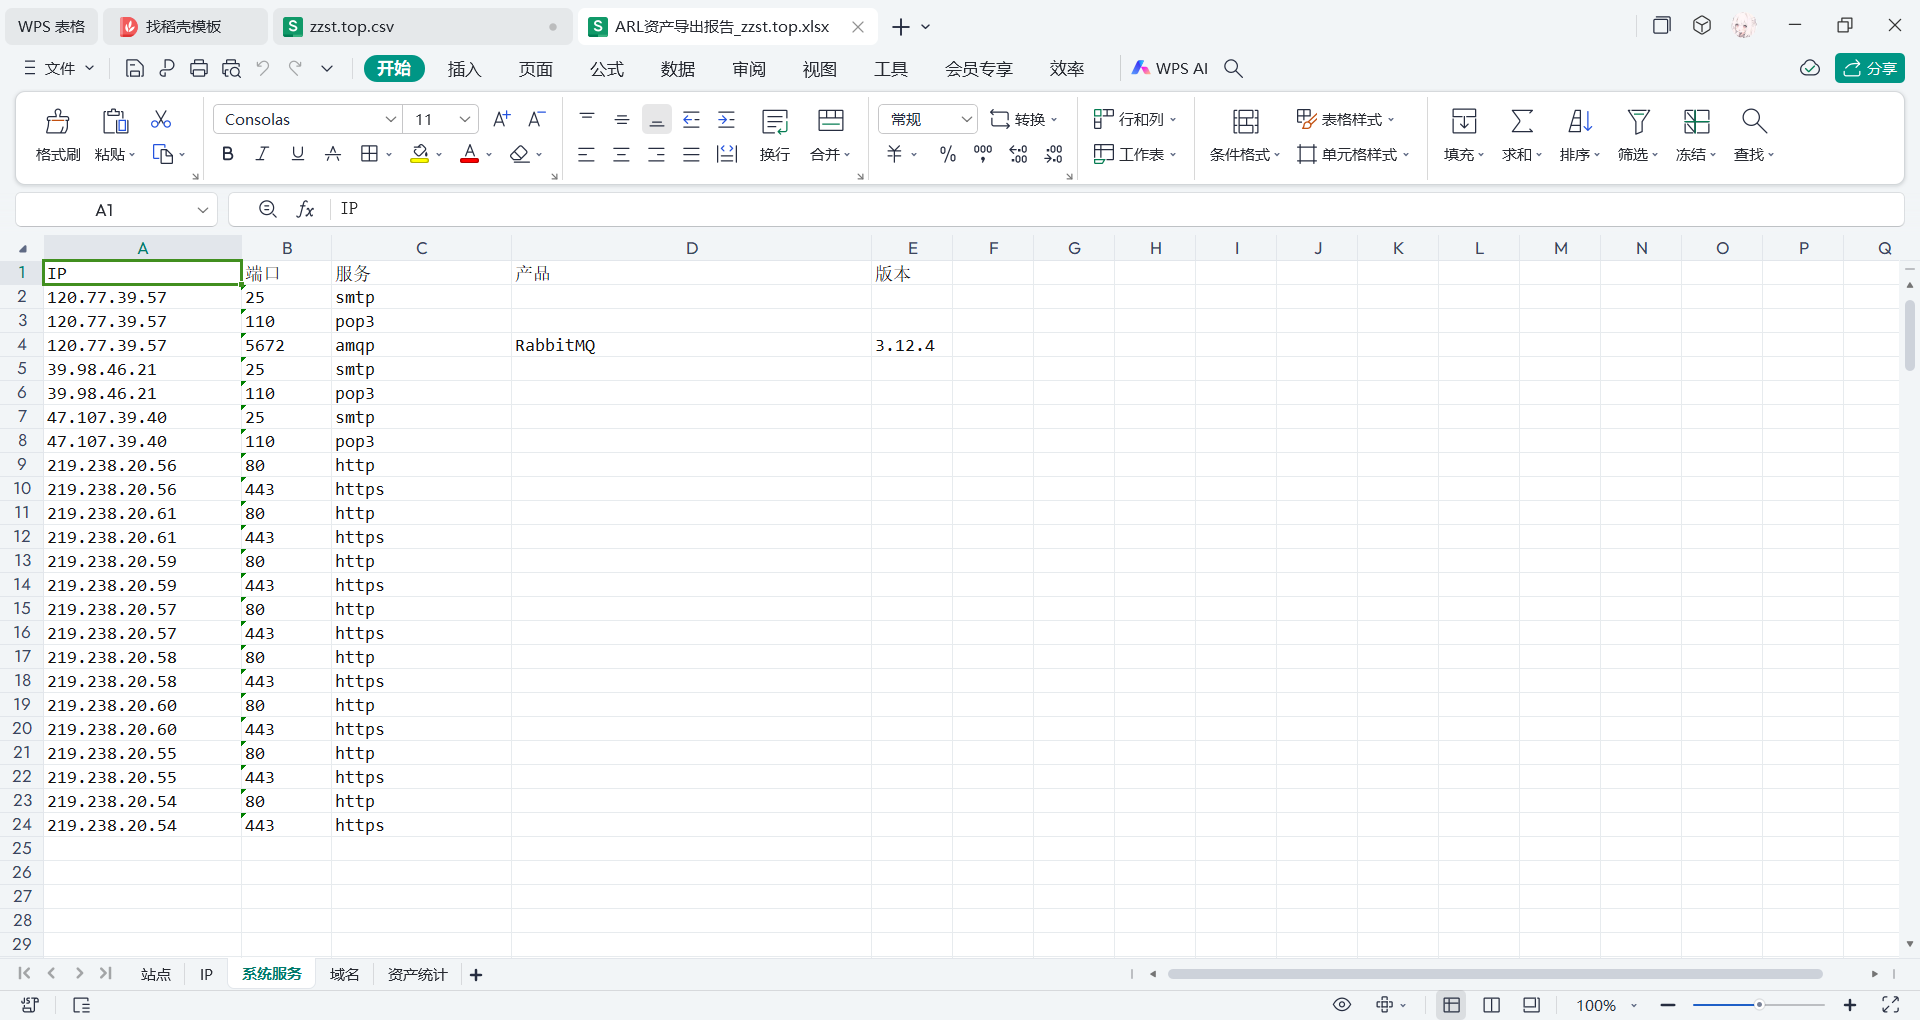 WPS 表格 找稻壳模板 zzst.top.csv ARL资产导出报告_zzst.top.xlsx
文件 开始 插入 页面 公式 数据 审阅 视图 工具 会员专享 效率 WPS AI 分享
Consolas 11 常规 转换 行和列 表格样式
格式刷 粘贴 换行 合并 工作表 条件格式 单元格样式 填充 求和 排序 筛选 冻结 查找
A1 fx IP
A B C D E F G H I J K L M N O P Q
1 IP 端口 服务 产品 版本
2 120.77.39.57 25 smtp
3 120.77.39.57 110 pop3
4 120.77.39.57 5672 amqp RabbitMQ 3.12.4
5 39.98.46.21 25 smtp
6 39.98.46.21 110 pop3
7 47.107.39.40 25 smtp
8 47.107.39.40 110 pop3
9 219.238.20.56 80 http
10 219.238.20.56 443 https
11 219.238.20.61 80 http
12 219.238.20.61 443 https
13 219.238.20.59 80 http
14 219.238.20.59 443 https
15 219.238.20.57 80 http
16 219.238.20.57 443 https
17 219.238.20.58 80 http
18 219.238.20.58 443 https
19 219.238.20.60 80 http
20 219.238.20.60 443 https
21 219.238.20.55 80 http
22 219.238.20.55 443 https
23 219.238.20.54 80 http
24 219.238.20.54 443 https
25
26
27
28
29
站点 IP 系统服务 域名 资产统计
100%